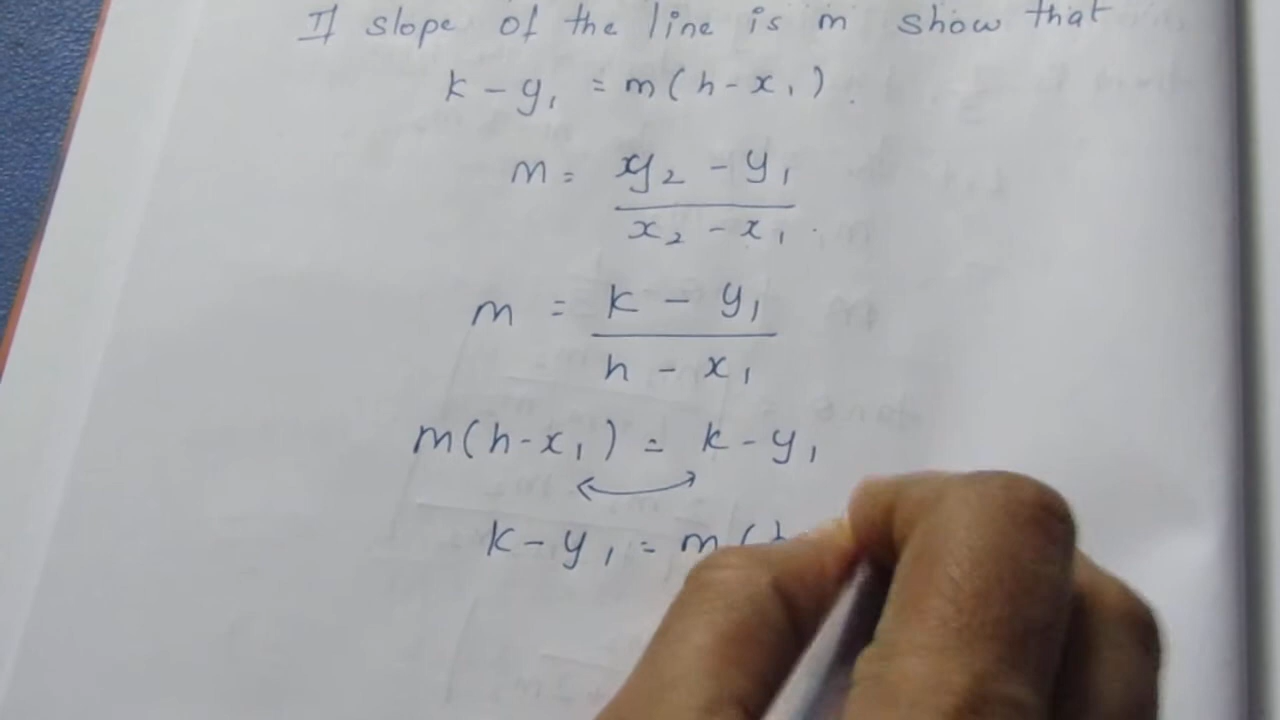 If slope of the line is m show that
k - y₁ = m(h - x₁).
m = y₂ - y₁
x₂ - x₁.
m = k - y₁
h - x₁
m(h-x₁) = k - y₁
k - y₁ = m(